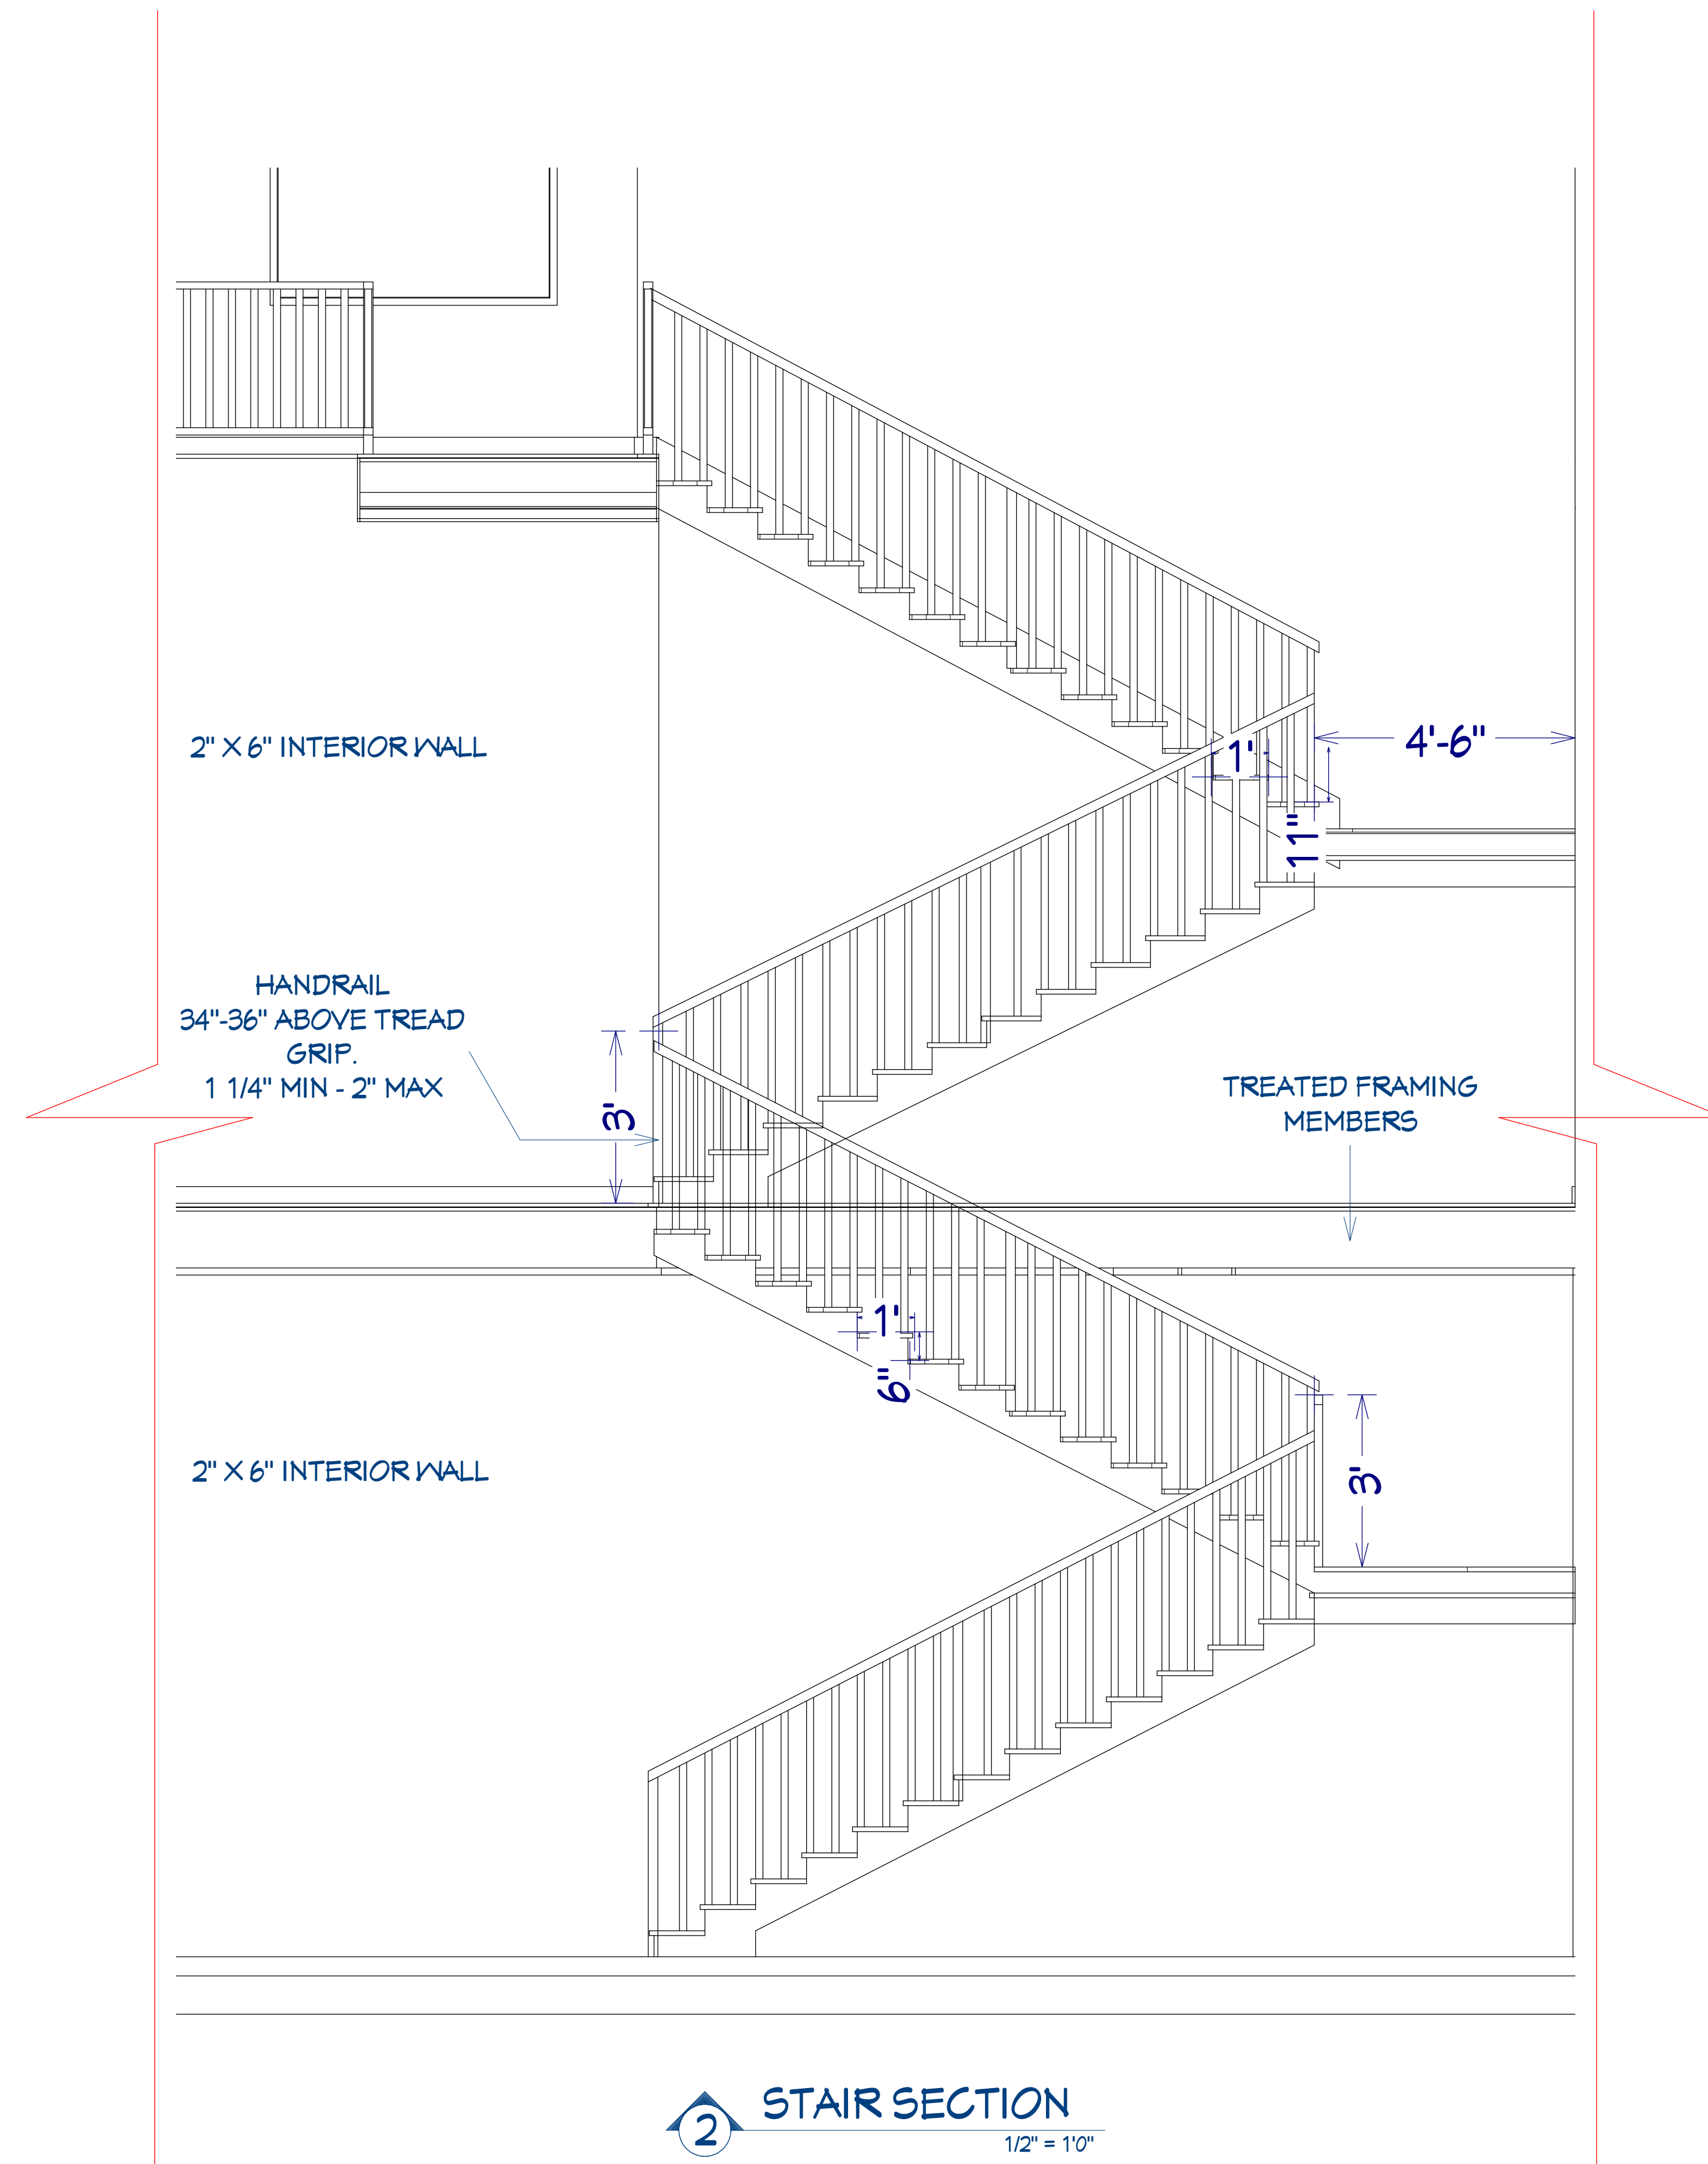 2" X 6" INTERIOR WALL
1'
4'-6"
11"
HANDRAIL
34"-36" ABOVE TREAD
GRIP.
1 1/4" MIN - 2" MAX
3'
TREATED FRAMING
MEMBERS
1'
6"
2" X 6" INTERIOR WALL
3'
2
STAIR SECTION
1/2" = 1'0"